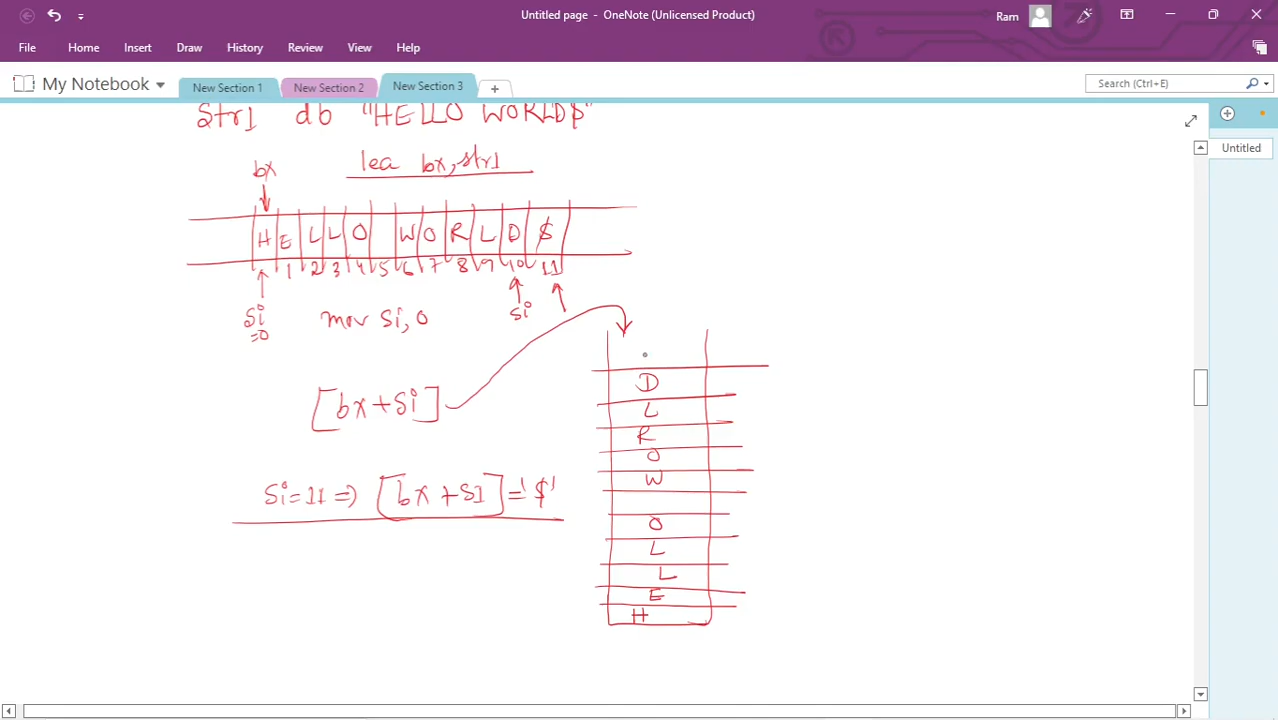 Untitled page - OneNote (Unlicensed Product)
Ram
File Home Insert Draw History Review View Help
My Notebook
New Section 1
New Section 2
New Section 3
+
Search (Ctrl+E)
Untitled
Str1 db "HELLO WORLD$"
bx
lea bx,str1
H E L L O W O R L D $
1 2 3 4 5 6 7 8 9 10 11
Si
=0
mov Si, 0
Si
[bx+Si]
Si=11 => [bx+SI]='$'
D
L
R
O
W
O
L
L
E
H